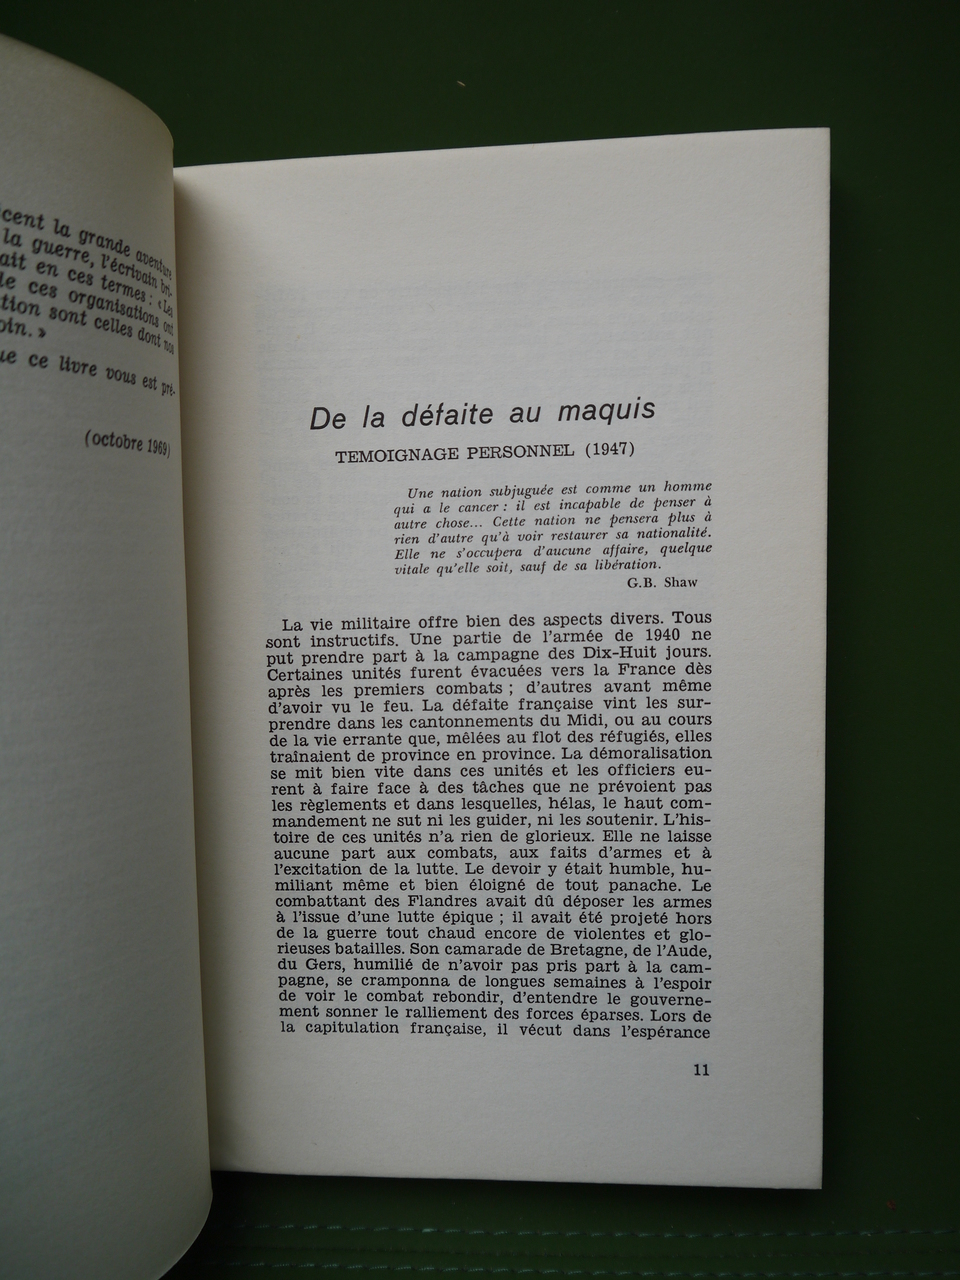 cent la grande aventure
la guerre, l'écrivain bri-
ait en ces termes : « Les
de ces organisations ont
tion sont celles dont nos
oin. »
ue ce livre vous est pré-
(octobre 1969)
De la défaite au maquis
TEMOIGNAGE PERSONNEL (1947)
Une nation subjuguée est comme un homme
qui a le cancer : il est incapable de penser à
autre chose... Cette nation ne pensera plus à
rien d'autre qu'à voir restaurer sa nationalité.
Elle ne s'occupera d'aucune affaire, quelque
vitale qu'elle soit, sauf de sa libération.
G.B. Shaw
La vie militaire offre bien des aspects divers. Tous
sont instructifs. Une partie de l'armée de 1940 ne
put prendre part à la campagne des Dix-Huit jours.
Certaines unités furent évacuées vers la France dès
après les premiers combats ; d'autres avant même
d'avoir vu le feu. La défaite française vint les sur-
prendre dans les cantonnements du Midi, ou au cours
de la vie errante que, mêlées au flot des réfugiés, elles
traînaient de province en province. La démoralisation
se mit bien vite dans ces unités et les officiers eu-
rent à faire face à des tâches que ne prévoient pas
les règlements et dans lesquelles, hélas, le haut com-
mandement ne sut ni les guider, ni les soutenir. L'his-
toire de ces unités n'a rien de glorieux. Elle ne laisse
aucune part aux combats, aux faits d'armes et à
l'excitation de la lutte. Le devoir y était humble, hu-
miliant même et bien éloigné de tout panache. Le
combattant des Flandres avait dû déposer les armes
à l'issue d'une lutte épique ; il avait été projeté hors
de la guerre tout chaud encore de violentes et glo-
rieuses batailles. Son camarade de Bretagne, de l'Aude,
du Gers, humilié de n'avoir pas pris part à la cam-
pagne, se cramponna de longues semaines à l'espoir
de voir le combat rebondir, d'entendre le gouverne-
ment sonner le ralliement des forces éparses. Lors de
la capitulation française, il vécut dans l'espérance
11